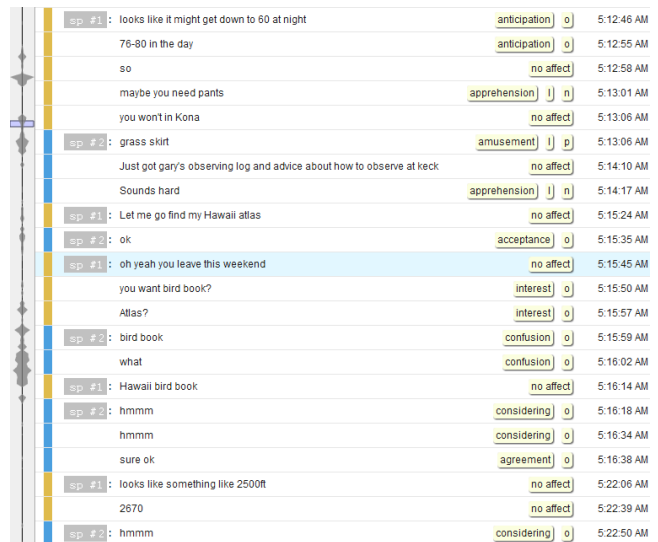 sp #1 : looks like it might get down to 60 at night anticipation o 5:12:46 AM
76-80 in the day anticipation o 5:12:55 AM
so no affect 5:12:58 AM
maybe you need pants apprehension l n 5:13:01 AM
you won't in Kona no affect 5:13:06 AM
sp #2 : grass skirt amusement l p 5:13:06 AM
Just got gary's observing log and advice about how to observe at keck no affect 5:14:10 AM
Sounds hard apprehension l n 5:14:17 AM
sp #1 : Let me go find my Hawaii atlas no affect 5:15:24 AM
sp #2 : ok acceptance o 5:15:35 AM
sp #1 : oh yeah you leave this weekend no affect 5:15:45 AM
you want bird book? interest o 5:15:50 AM
Atlas? interest o 5:15:57 AM
sp #2 : bird book confusion o 5:15:59 AM
what confusion o 5:16:02 AM
sp #1 : Hawaii bird book no affect 5:16:14 AM
sp #2 : hmmm considering o 5:16:18 AM
hmmm considering o 5:16:34 AM
sure ok agreement o 5:16:38 AM
sp #1 : looks like something like 2500ft no affect 5:22:06 AM
2670 no affect 5:22:39 AM
sp #2 : hmmm considering o 5:22:50 AM